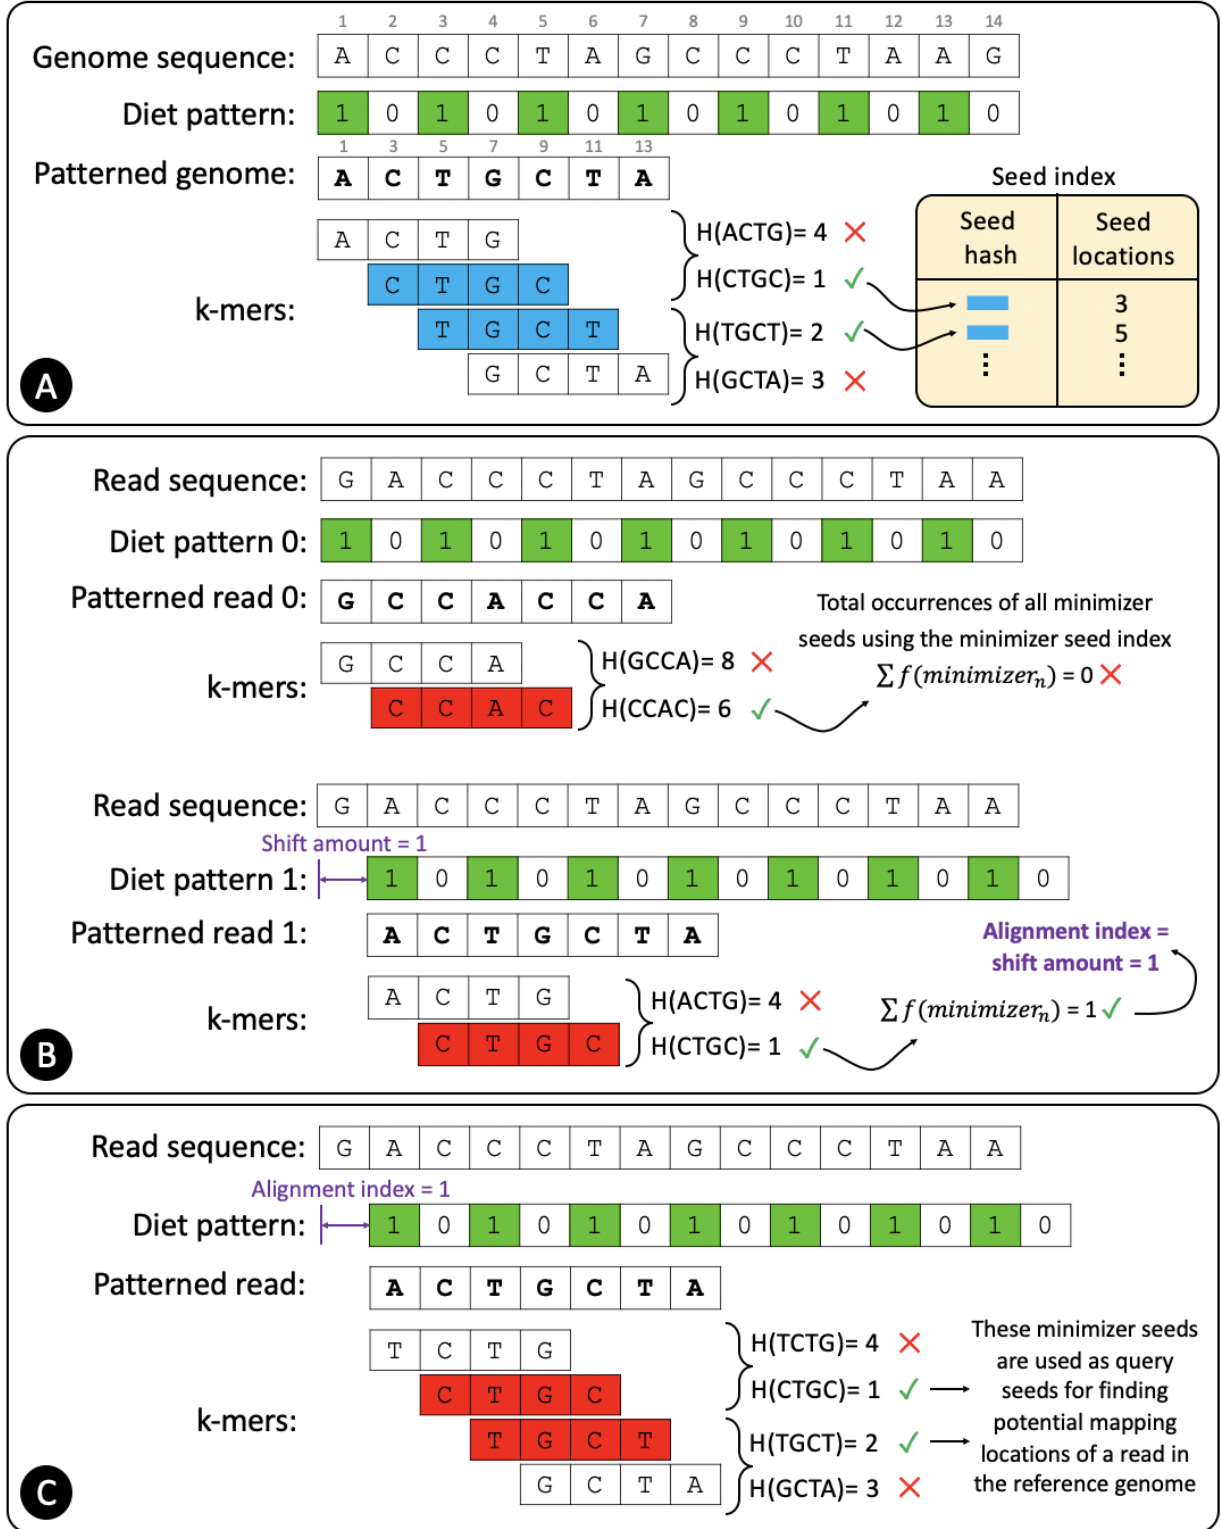 1 2 3 4 5 6 7 8 9 10 11 12 13 14
Genome sequence: A C C C T A G C C C T A A G
Diet pattern: 1 0 1 0 1 0 1 0 1 0 1 0 1 0
1 3 5 7 9 11 13
Patterned genome: A C T G C T A
Seed index
Seed hash
Seed locations
k-mers:
A C T G
H(ACTG)= 4 ✕
C T G C
H(CTGC)= 1 ✓
3
T G C T
H(TGCT)= 2 ✓
5
G C T A
H(GCTA)= 3 ✕
⋮ ⋮
A
Read sequence: G A C C C T A G C C C T A A
Diet pattern 0: 1 0 1 0 1 0 1 0 1 0 1 0 1 0
Patterned read 0: G C C A C C A
k-mers:
G C C A
H(GCCA)= 8 ✕
C C A C
H(CCAC)= 6 ✓
Total occurrences of all minimizer
seeds using the minimizer seed index
∑ f(minimizerₙ) = 0 ✕
Read sequence: G A C C C T A G C C C T A A
Shift amount = 1
Diet pattern 1: 1 0 1 0 1 0 1 0 1 0 1 0 1 0
Patterned read 1: A C T G C T A
k-mers:
A C T G
H(ACTG)= 4 ✕
C T G C
H(CTGC)= 1 ✓
∑ f(minimizerₙ) = 1 ✓
Alignment index =
shift amount = 1
B
Read sequence: G A C C C T A G C C C T A A
Alignment index = 1
Diet pattern: 1 0 1 0 1 0 1 0 1 0 1 0 1 0
Patterned read: A C T G C T A
k-mers:
T C T G
H(TCTG)= 4 ✕
C T G C
H(CTGC)= 1 ✓
T G C T
H(TGCT)= 2 ✓
G C T A
H(GCTA)= 3 ✕
These minimizer seeds
are used as query
seeds for finding
potential mapping
locations of a read in
the reference genome
C